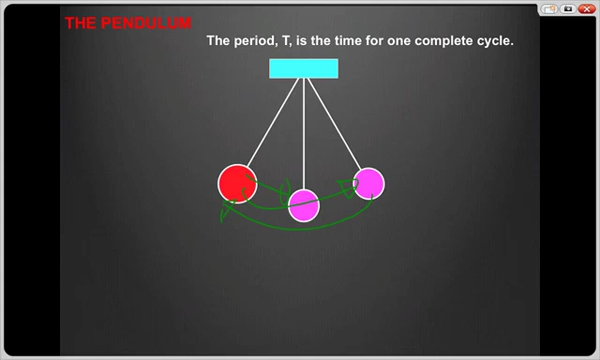 THE PENDULUM
The period, T, is the time for one complete cycle.